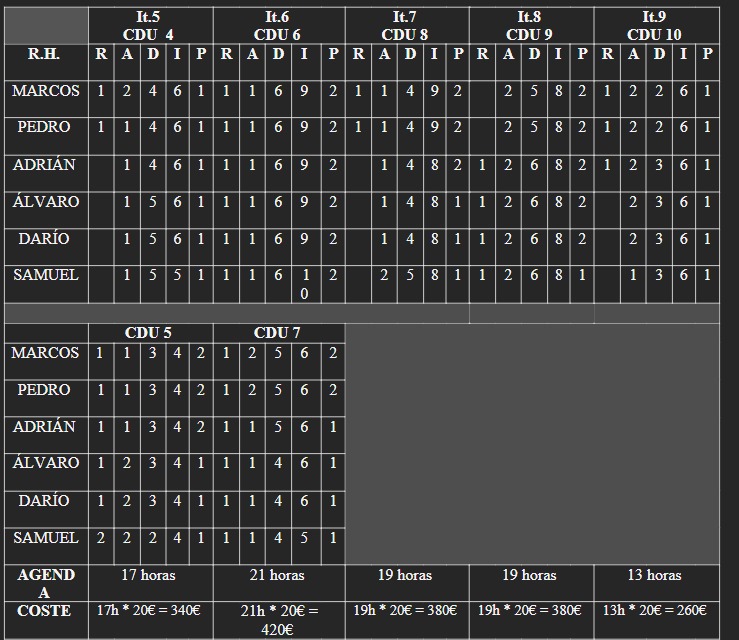 It.5 It.6 It.7 It.8 It.9
CDU 4 CDU 6 CDU 8 CDU 9 CDU 10
R.H. R A D I P R A D I P R A D I P R A D I P R A D I P
MARCOS 1 2 4 6 1 1 1 6 9 2 1 1 4 9 2 2 5 8 2 1 2 2 6 1
PEDRO 1 1 4 6 1 1 1 6 9 2 1 1 4 9 2 2 5 8 2 1 2 2 6 1
ADRIÁN 1 4 6 1 1 1 6 9 2 1 4 8 2 1 2 6 8 2 1 2 3 6 1
ÁLVARO 1 5 6 1 1 1 6 9 2 1 4 8 1 1 2 6 8 2 2 3 6 1
DARÍO 1 5 6 1 1 1 6 9 2 1 4 8 1 1 2 6 8 2 2 3 6 1
SAMUEL 1 5 5 1 1 1 6 1 2 2 5 8 1 1 2 6 8 1 1 3 6 1
0
CDU 5 CDU 7
MARCOS 1 1 3 4 2 1 2 5 6 2
PEDRO 1 1 3 4 2 1 2 5 6 2
ADRIÁN 1 1 3 4 2 1 1 5 6 1
ÁLVARO 1 2 3 4 1 1 1 4 6 1
DARÍO 1 2 3 4 1 1 1 4 6 1
SAMUEL 2 2 2 4 1 1 1 4 5 1
AGEND 17 horas 21 horas 19 horas 19 horas 13 horas
A
COSTE 17h * 20€ = 340€ 21h * 20€ = 19h * 20€ = 380€ 19h * 20€ = 380€ 13h * 20€ = 260€
420€